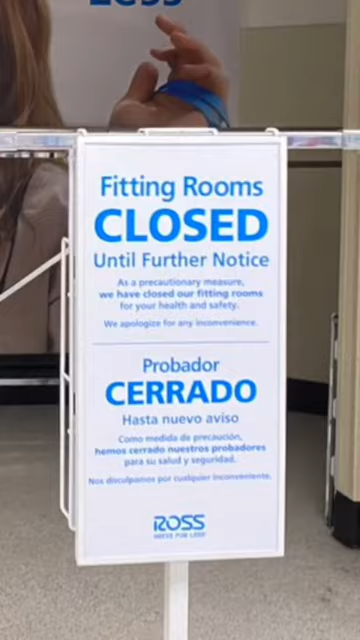 Less
Fitting Rooms
CLOSED
Until Further Notice
As a precautionary measure,
we have closed our fitting rooms
for your health and safety.
We apologize for any inconvenience.
Probador
CERRADO
Hasta nuevo aviso
Como medida de precaución,
hemos cerrado nuestros probadores
para su salud y seguridad.
Nos disculpamos por cualquier inconveniente.
ROSS
DRESS FOR LESS